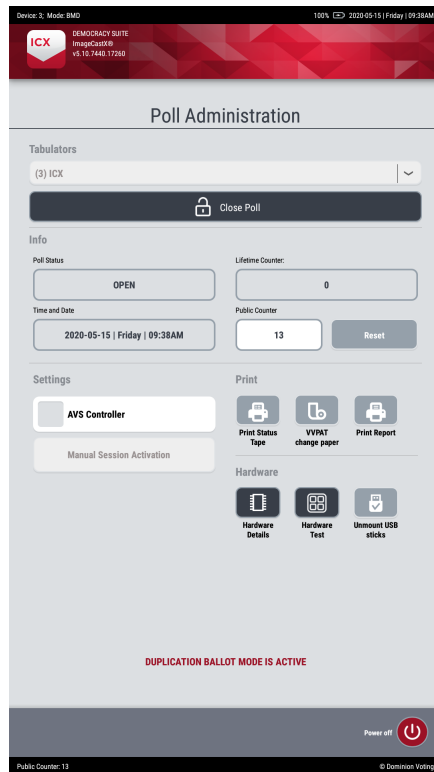 Device: 3; Mode: BMD
100% 2020-05-15 | Friday | 09:38AM
ICX
DEMOCRACY SUITE
ImageCastX®
v5.10.7440.17260
Poll Administration
Tabulators
(3) ICX
Close Poll
Info
Poll Status
Lifetime Counter:
OPEN
0
Time and Date
Public Counter
2020-05-15 | Friday | 09:38AM
13
Reset
Settings
Print
AVS Controller
Print Status
Tape
VVPAT
change paper
Print Report
Manual Session Activation
Hardware
Hardware
Details
Hardware
Test
Unmount USB
sticks
DUPLICATION BALLOT MODE IS ACTIVE
Power off
Public Counter: 13
© Dominion Voting